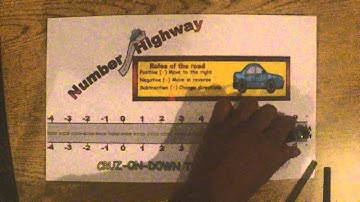 Number Highway
Rules of the road
Positive (+) Move to the right
Negative (-) Move in reverse
Subtraction (-) Change directions
-4 -3 -2 -1 0 1 2 3 4
-4 -3 -2 -1 0 1 2 3
CRUZ-ON-DOWN